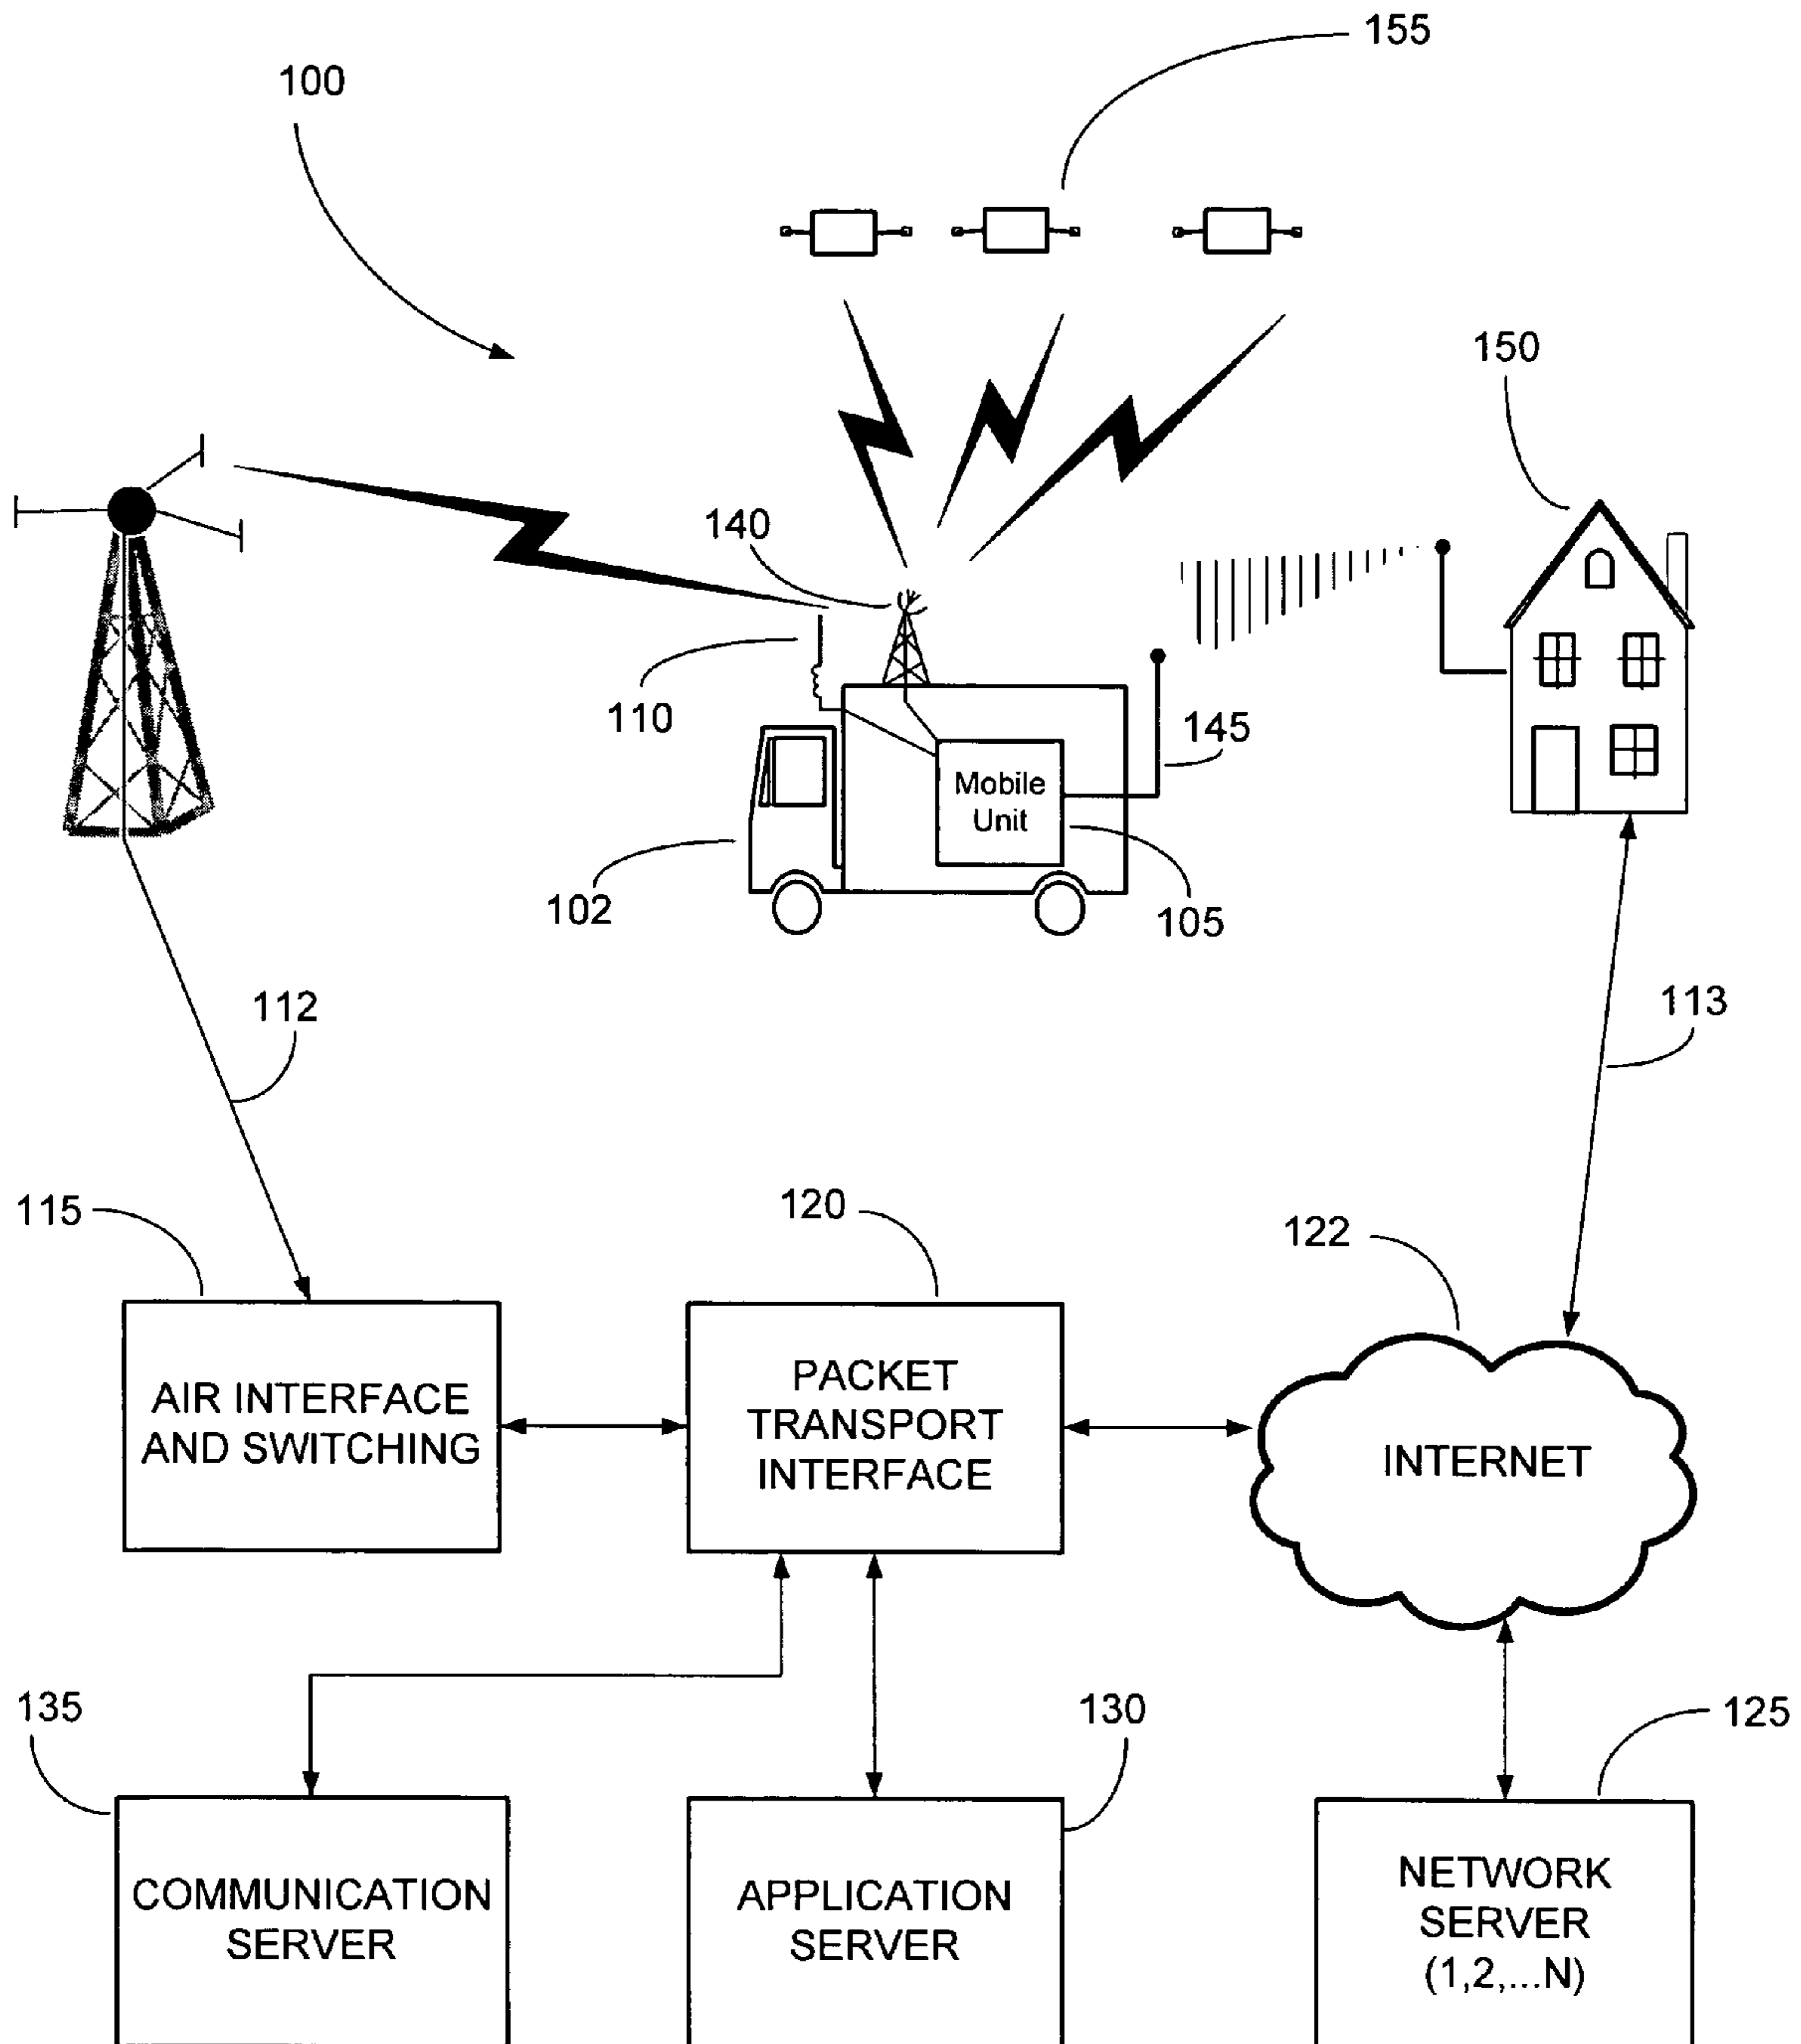 155
100
150
140
110
Mobile
Unit
145
102
105
112
113
115
120
122
AIR INTERFACE
AND SWITCHING
PACKET
TRANSPORT
INTERFACE
INTERNET
135
130
125
COMMUNICATION
SERVER
APPLICATION
SERVER
NETWORK
SERVER
(1,2,...N)